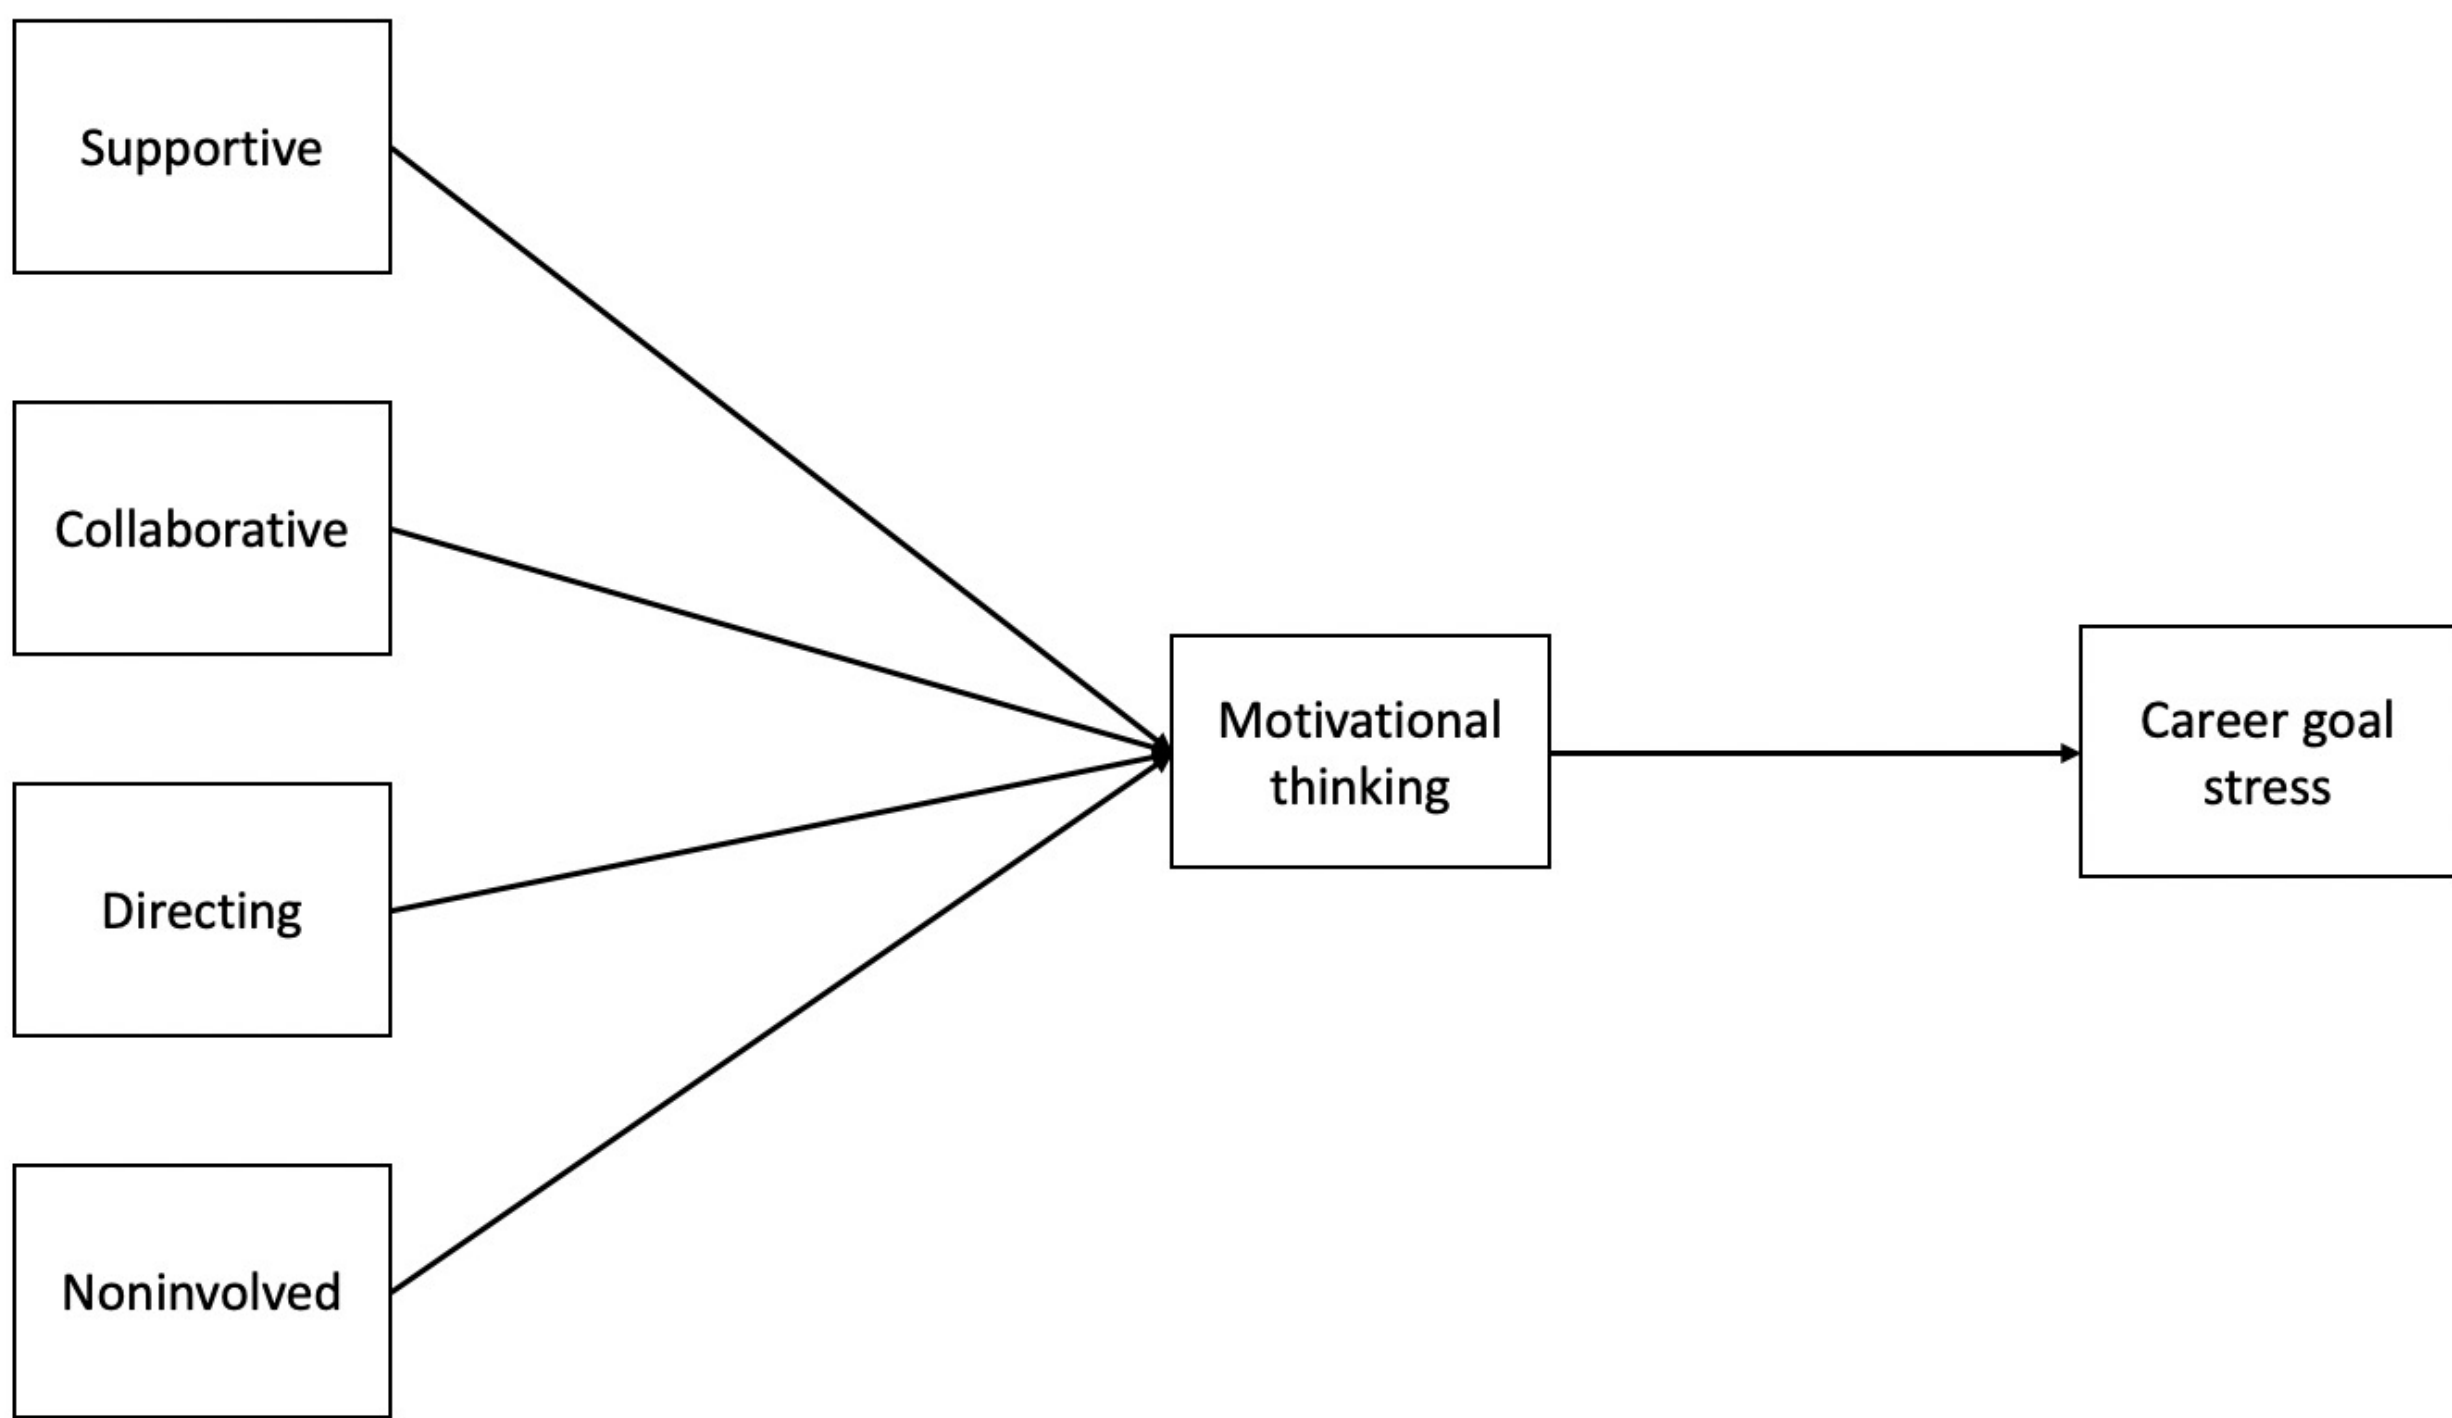 Supportive
Collaborative
Directing
Noninvolved
Motivational
thinking
Career goal
stress